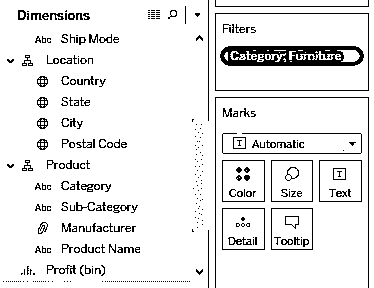 Dimensions
Abc Ship Mode
Location
Country
State
City
Postal Code
Product
Abc Category
Abc Sub-Category
Manufacturer
Abc Product Name
Profit (bin)
Filters
Category: Furniture
Marks
T Automatic
Color Size T Text
Detail Tooltip